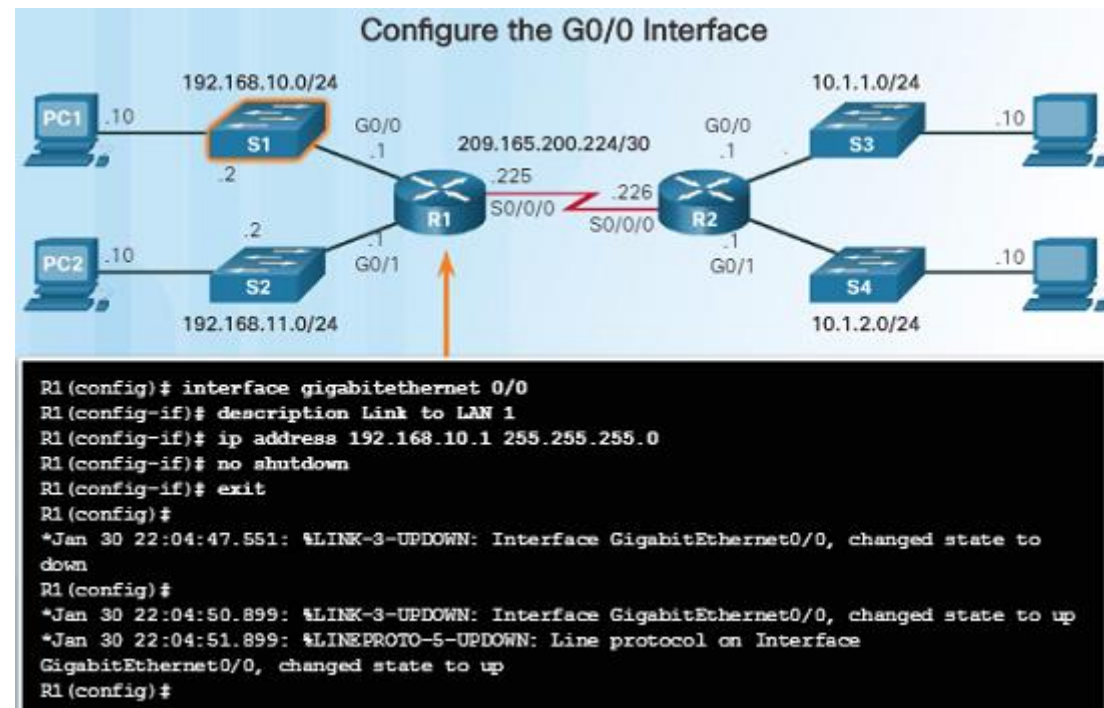 Configure the G0/0 Interface
192.168.10.0/24
10.1.1.0/24
PC1
.10
S1
G0/0
.1
209.165.200.224/30
G0/0
.1
S3
.10
.2
.225
.226
R1
S0/0/0
S0/0/0
R2
PC2
.10
.2
S2
.1
G0/1
.1
G0/1
S4
.10
192.168.11.0/24
10.1.2.0/24
R1(config)# interface gigabitethernet 0/0
R1(config-if)# description Link to LAN 1
R1(config-if)# ip address 192.168.10.1 255.255.255.0
R1(config-if)# no shutdown
R1(config-if)# exit
R1(config)#
*Jan 30 22:04:47.551: %LINK-3-UPDOWN: Interface GigabitEthernet0/0, changed state to
down
R1(config)#
*Jan 30 22:04:50.899: %LINK-3-UPDOWN: Interface GigabitEthernet0/0, changed state to up
*Jan 30 22:04:51.899: %LINEPROTO-5-UPDOWN: Line protocol on Interface
GigabitEthernet0/0, changed state to up
R1(config)#